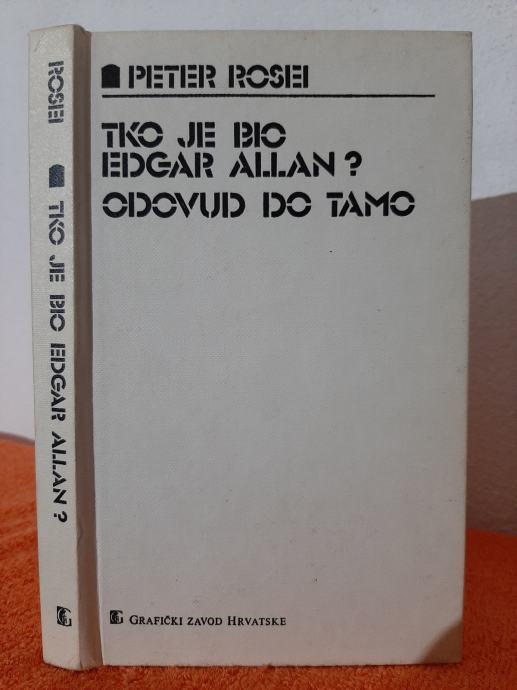 PETER ROSEI
TKO JE BIO
EDGAR ALLAN?
ODOVUD DO TAMO
GRAFIČKI ZAVOD HRVATSKE
ROSEI TKO JE BIO EDGAR ALLAN?